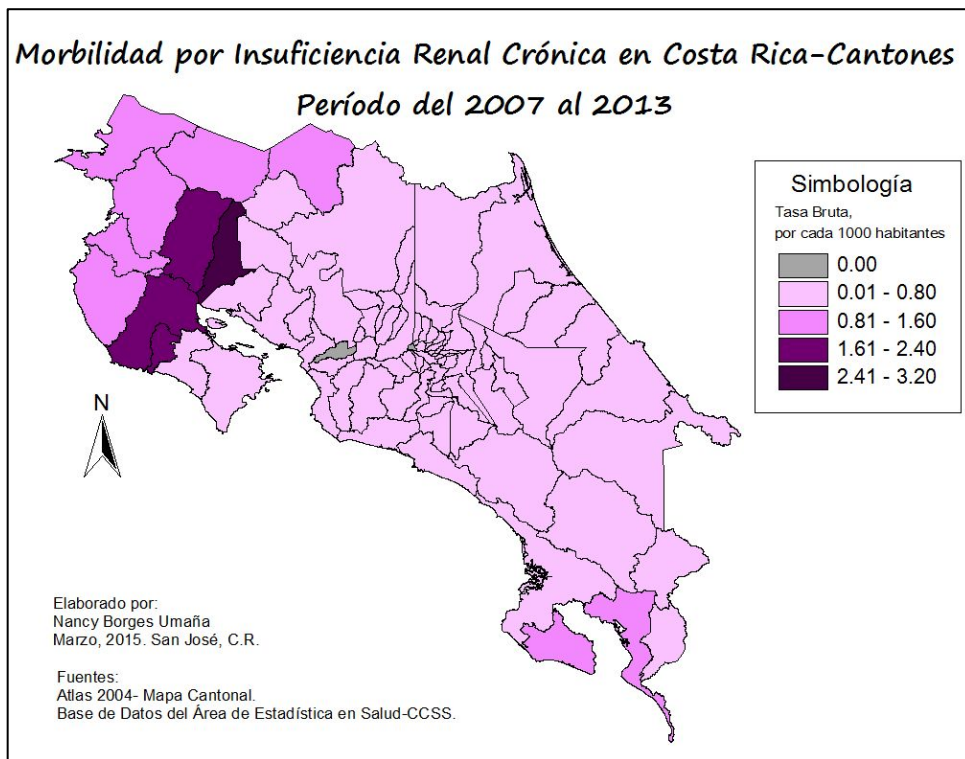 Morbilidad por Insuficiencia Renal Crónica en Costa Rica-Cantones
Período del 2007 al 2013
Simbología
Tasa Bruta,
por cada 1000 habitantes
0.00
0.01 - 0.80
0.81 - 1.60
1.61 - 2.40
2.41 - 3.20
N
Elaborado por:
Nancy Borges Umaña
Marzo, 2015. San José, C.R.
Fuentes:
Atlas 2004- Mapa Cantonal.
Base de Datos del Área de Estadística en Salud-CCSS.